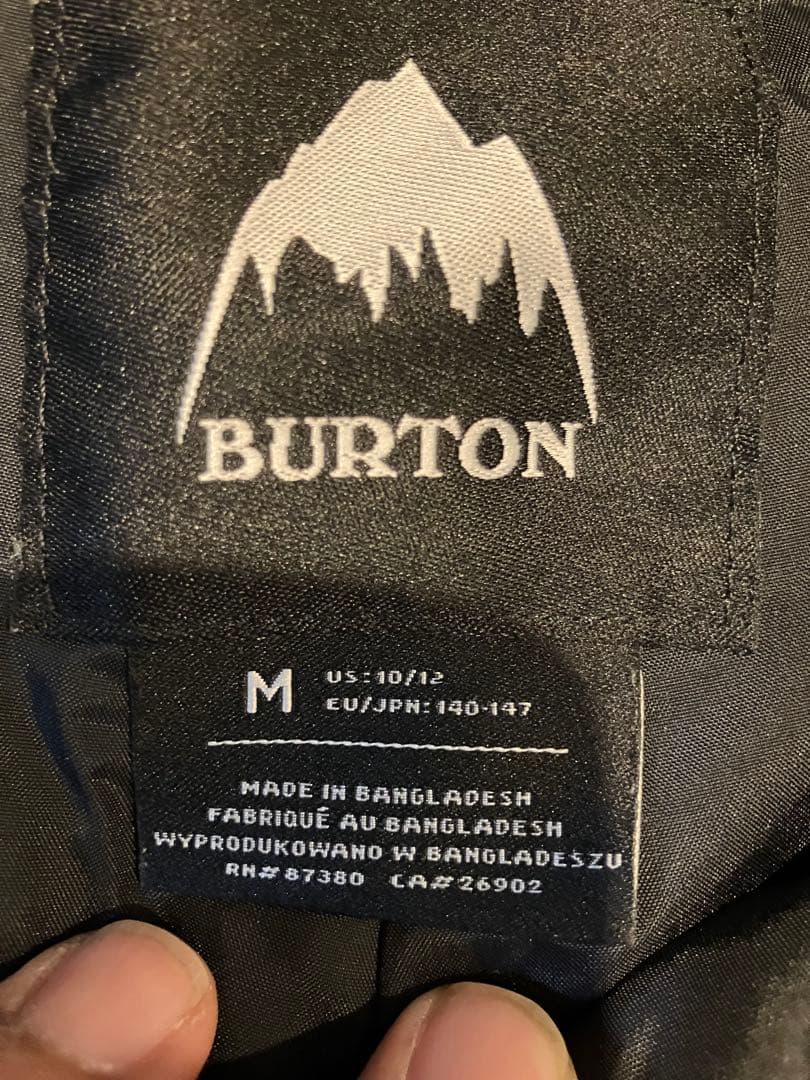 BURTON
M US:10/12
EU/JPN:140-147
MADE IN BANGLADESH
FABRIQUÉ AU BANGLADESH
WYPRODUKOWANO W BANGLADESZU
RN#87380 CA#26902